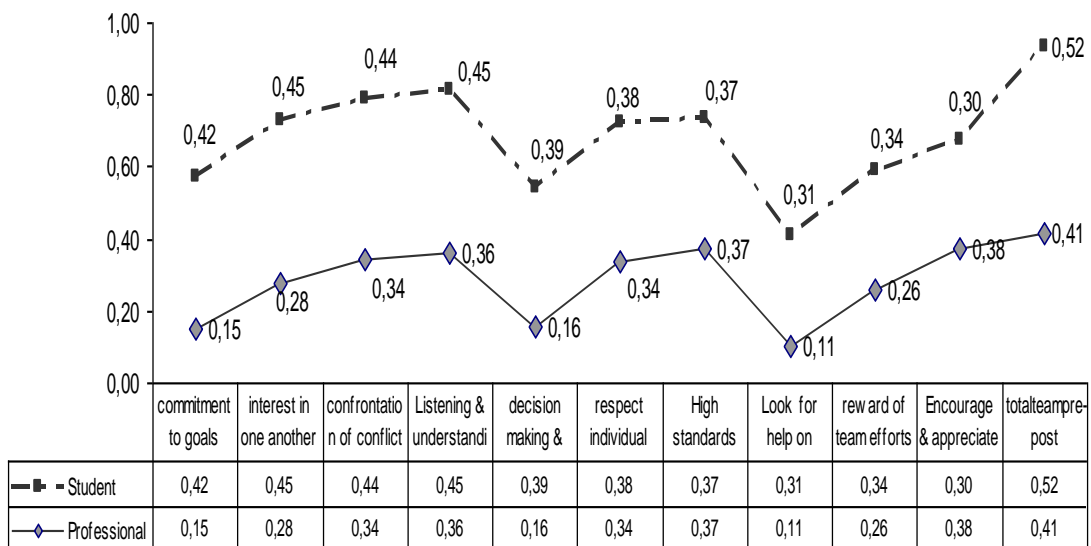 1,00
0,80
0,60
0,40
0,20
0,00
0,42
0,45
0,44
0,45
0,39
0,38
0,37
0,31
0,34
0,30
0,52
0,15
0,28
0,34
0,36
0,16
0,34
0,37
0,11
0,26
0,38
0,41
commitment to goals
interest in one another
confrontatio n of conflict
Listening & understandi
decision making &
respect individual
High standards
Look for help on
reward of team efforts
Encourage & appreciate
totalteampre-post
Student 0,42 0,45 0,44 0,45 0,39 0,38 0,37 0,31 0,34 0,30 0,52
Professional 0,15 0,28 0,34 0,36 0,16 0,34 0,37 0,11 0,26 0,38 0,41